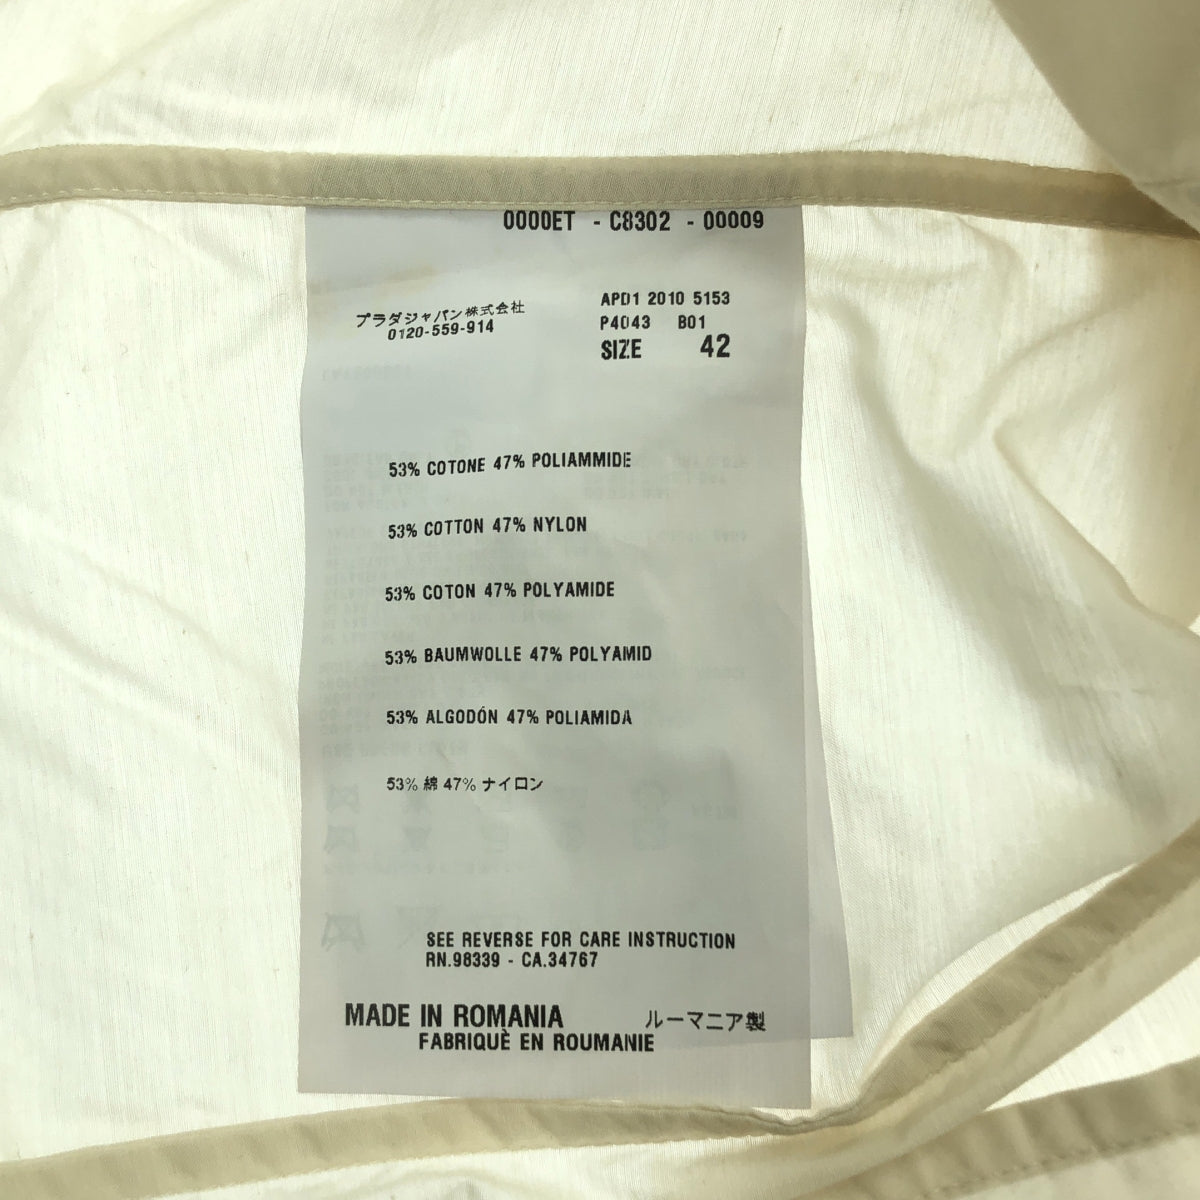 0000ET - C8302 - 00009
プラダジャパン株式会社
0120-559-914
APD1 2010 5153
P4043 B01
SIZE 42
53% COTONE 47% POLIAMMIDE
53% COTTON 47% NYLON
53% COTON 47% POLYAMIDE
53% BAUMWOLLE 47% POLYAMID
53% ALGODÓN 47% POLIAMIDA
53% 綿 47% ナイロン
SEE REVERSE FOR CARE INSTRUCTION
RN.98339 - CA.34767
MADE IN ROMANIA ルーマニア製
FABRIQUÈ EN ROUMANIE